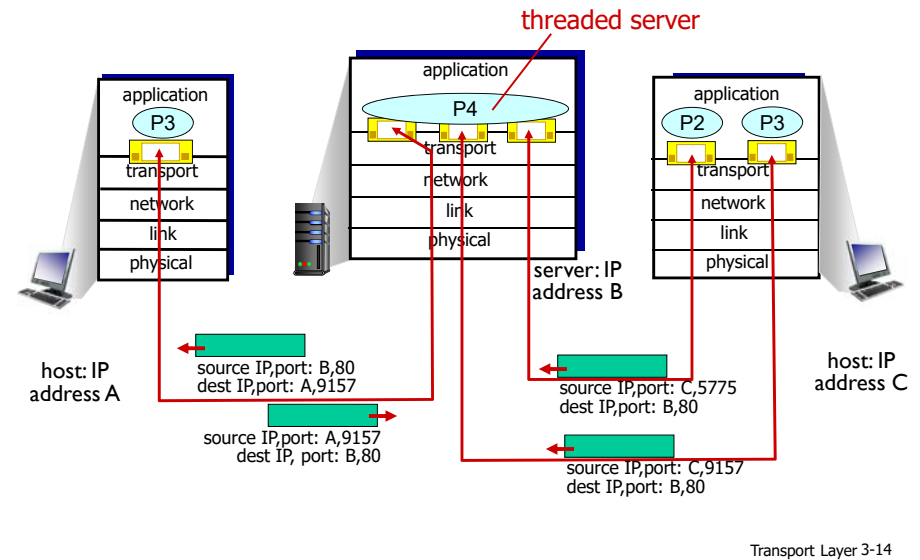 threaded server
application
P3
transport
network
link
physical
application
P4
transport
network
link
physical
application
P2
P3
transport
network
link
physical
server: IP
address B
host: IP
address A
host: IP
address C
source IP,port: B,80
dest IP,port: A,9157
source IP,port: A,9157
dest IP, port: B,80
source IP,port: C,5775
dest IP,port: B,80
source IP,port: C,9157
dest IP,port: B,80
Transport Layer 3-14